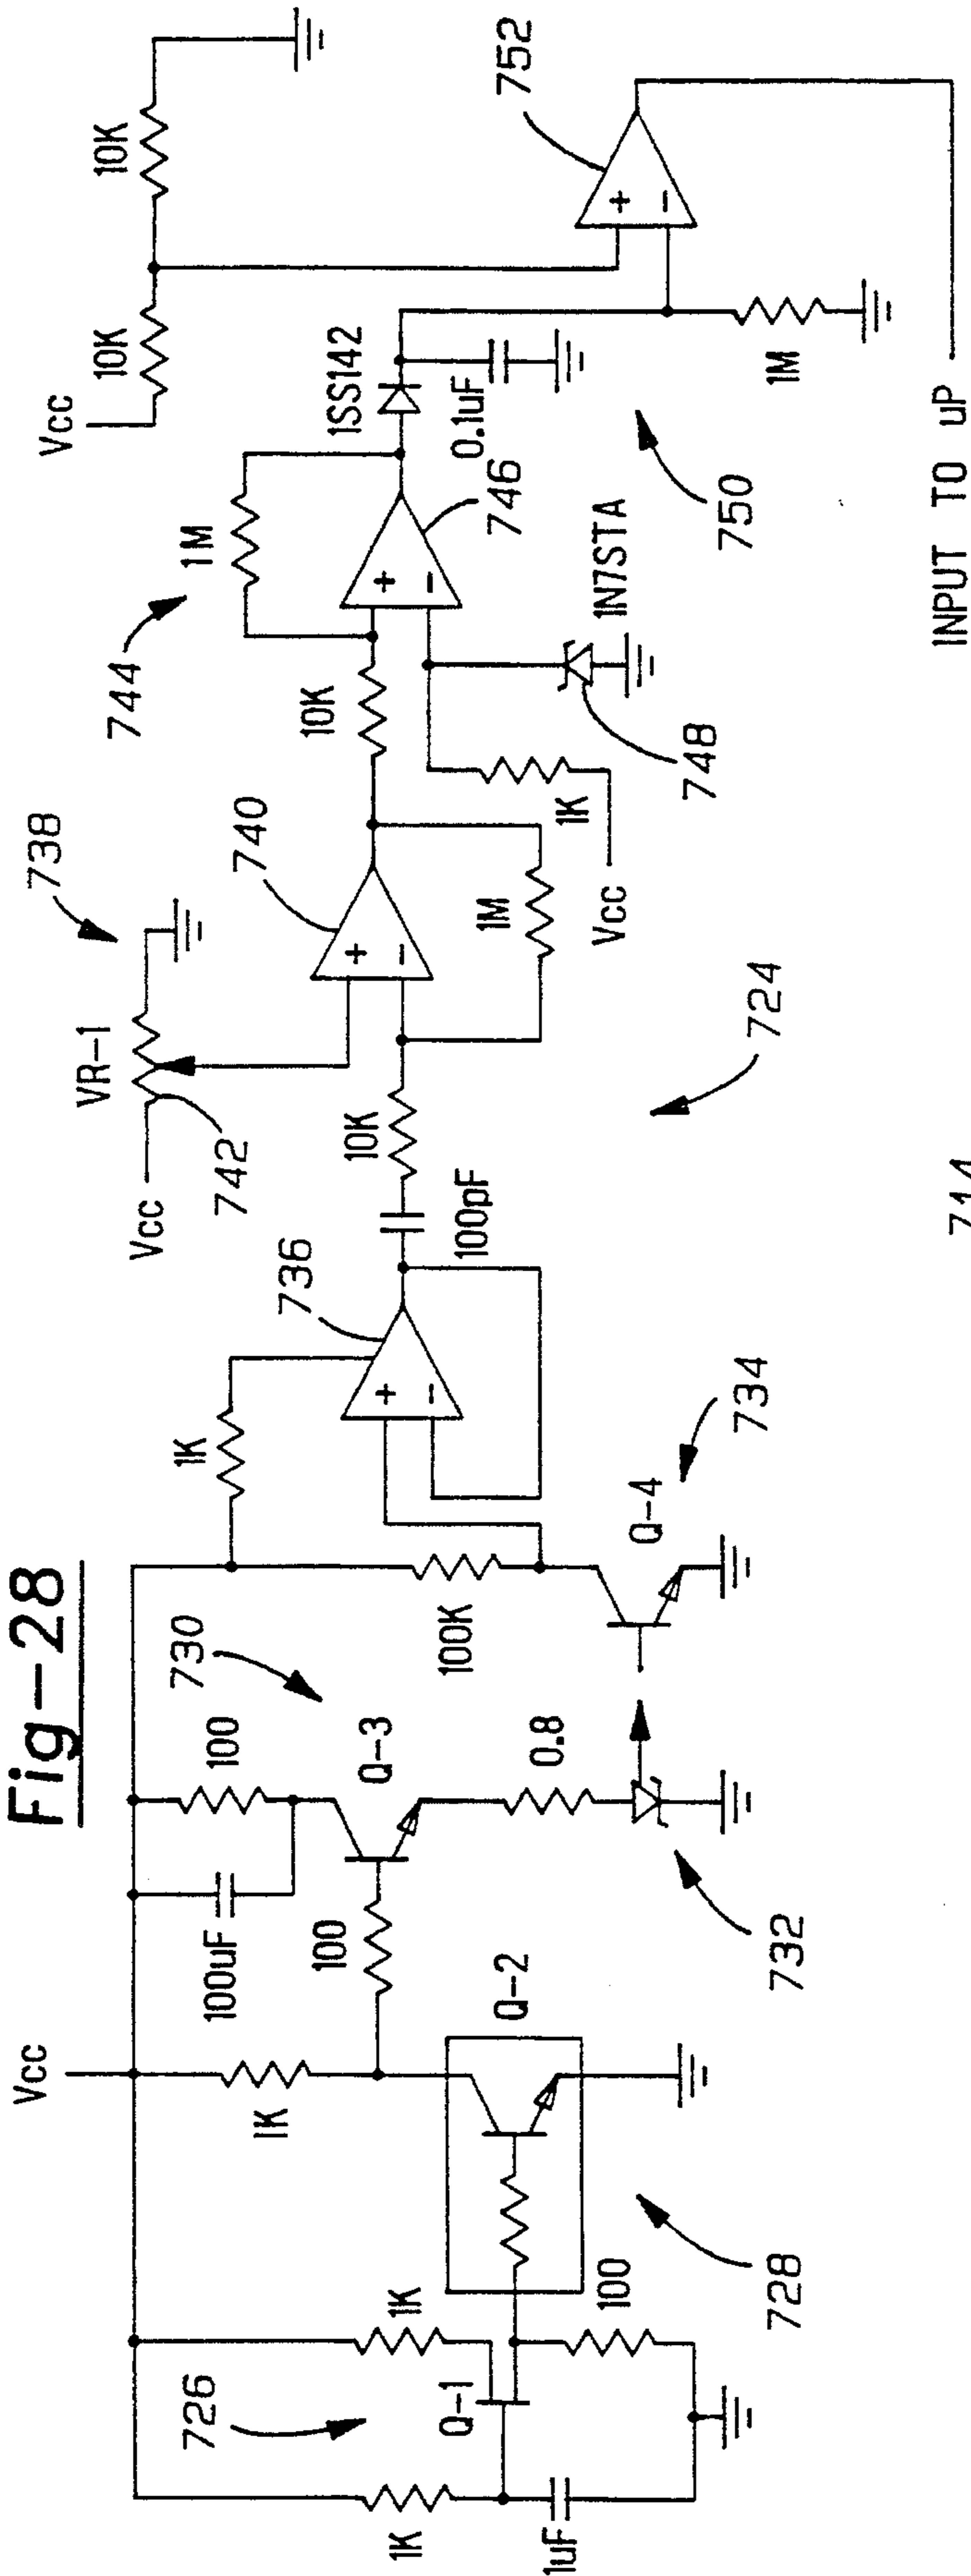 Fig-28
Vcc
1K
1uF
726
Q-1
1K
100
728
1K
Q-2
100uF
100
100
730
Q-3
0.8
732
100K
Q-4
734
1K
736
+
-
100pF
10K
724
Vcc
742
VR-1
738
740
+
-
1M
10K
1K
Vcc
744
1M
746
+
-
748
1N7STA
1SS142
0.1uF
750
Vcc
10K
10K
752
+
-
1M
INPUT TO uP
714